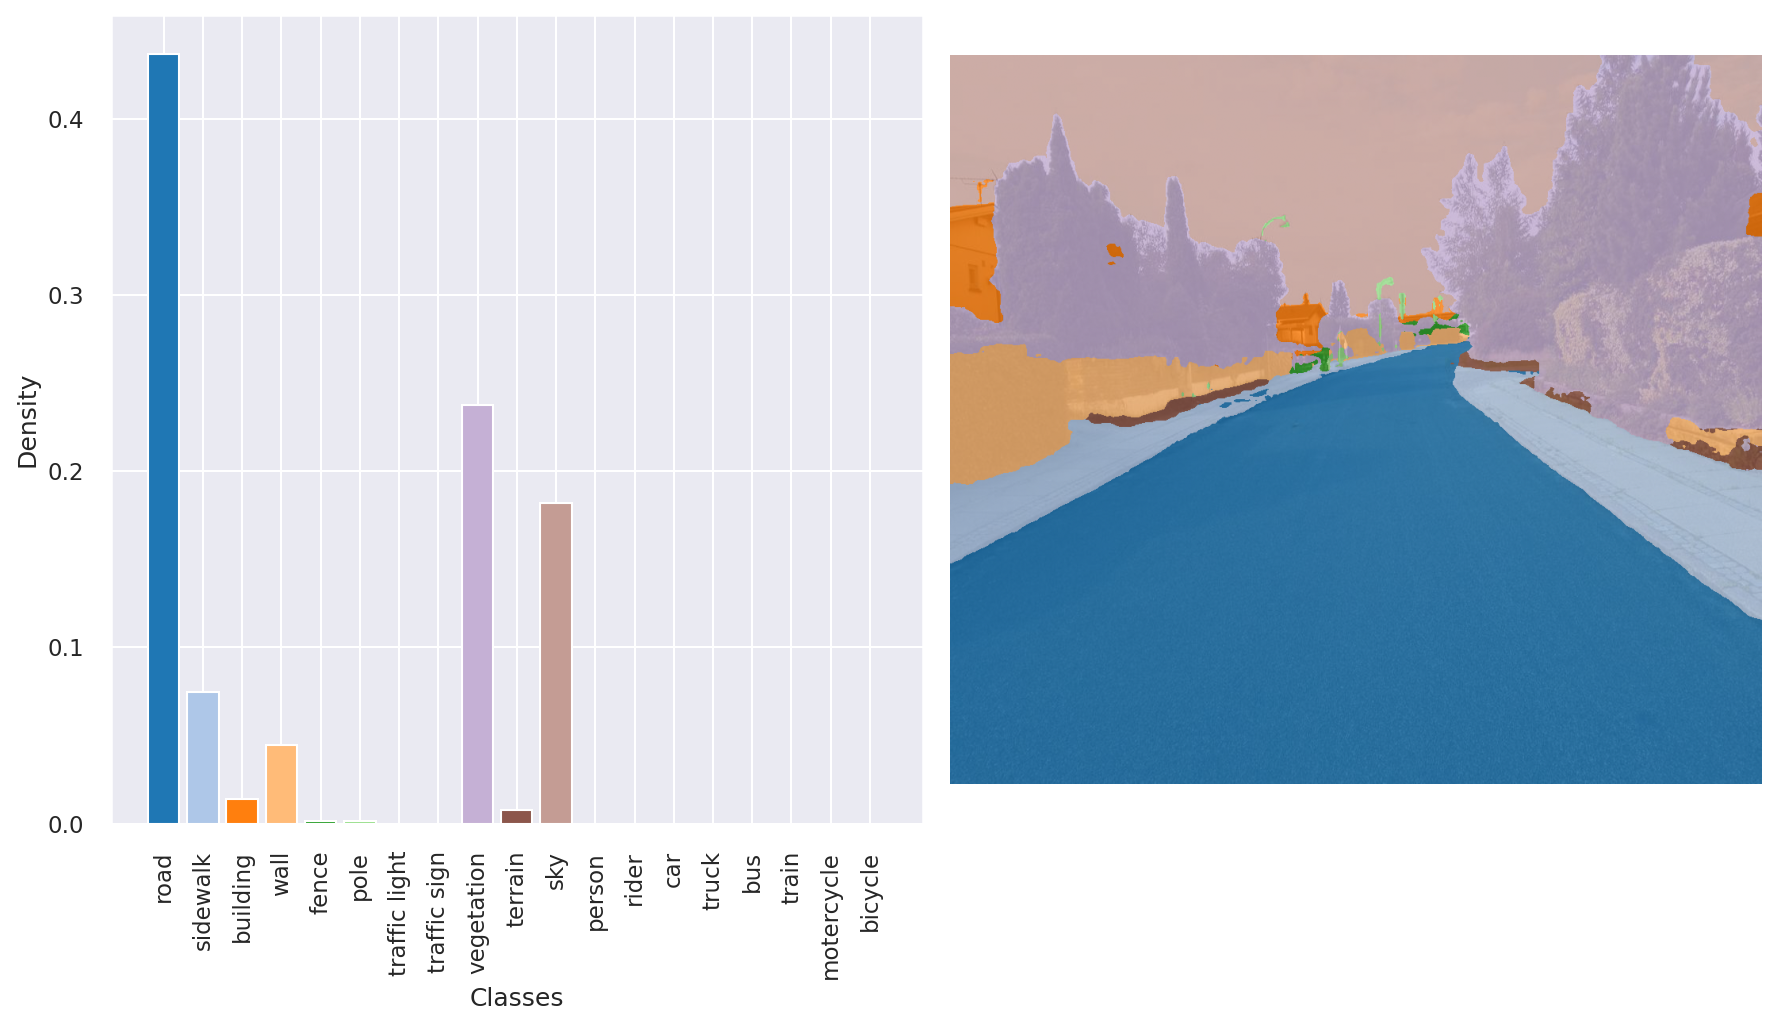 Density
0.4
0.3
0.2
0.1
0.0
road
sidewalk
building
wall
fence
pole
traffic light
traffic sign
vegetation
terrain
sky
person
rider
car
truck
bus
train
motercycle
bicycle
Classes